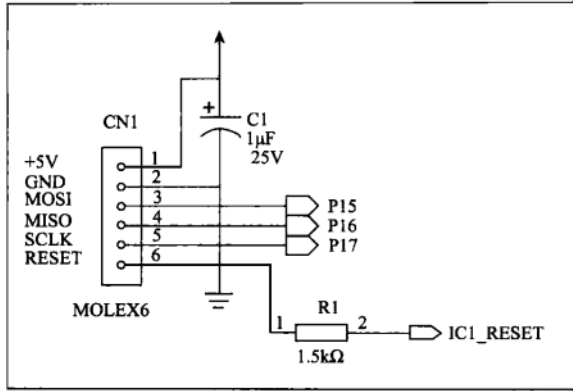 +
C1
1µF
25V
CN1
+5V 1
GND 2
MOSI 3 P15
MISO 4 P16
SCLK 5 P17
RESET 6
MOLEX6
R1
1 2 IC1_RESET
1.5kΩ